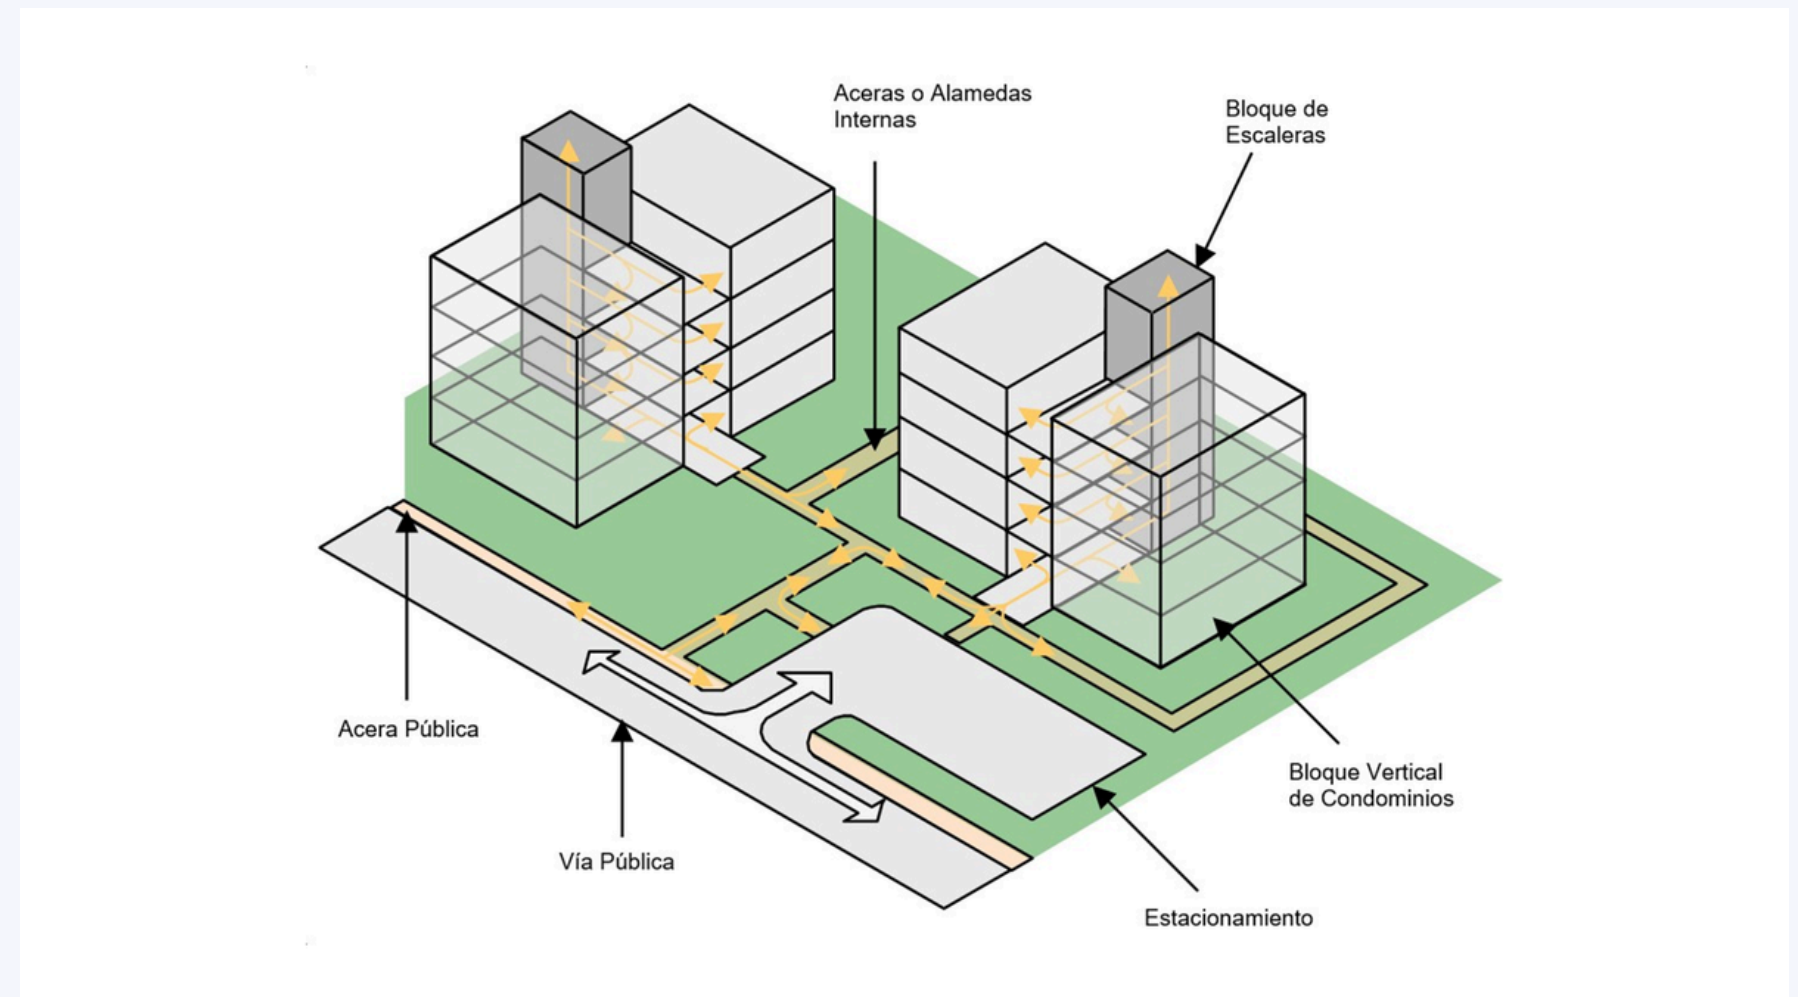 Aceras o Alamedas
Internas
Bloque de
Escaleras
Acera Pública
Vía Pública
Bloque Vertical
de Condominios
Estacionamiento